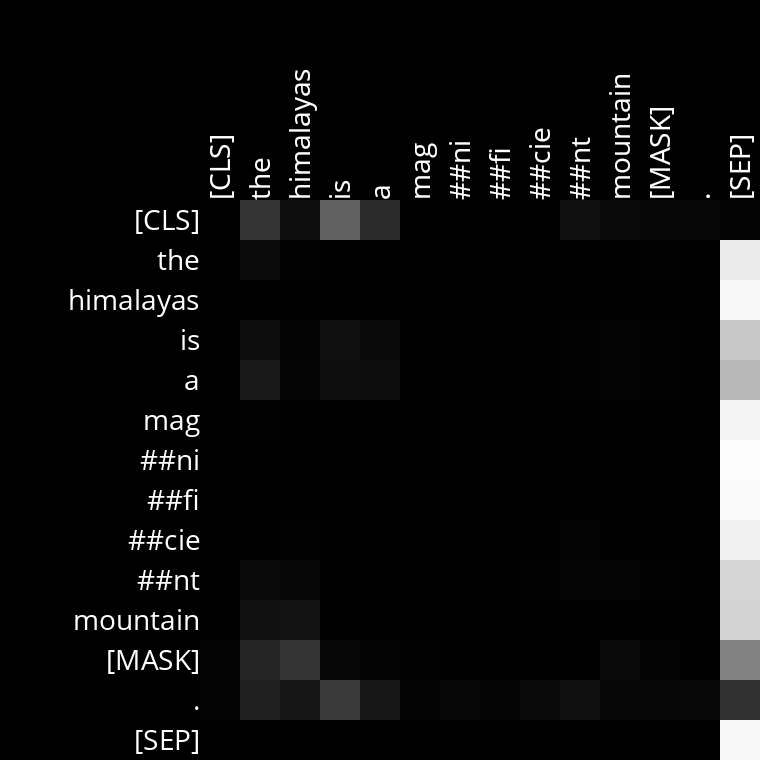 [CLS]
the
himalayas
is
a
mag
##ni
##fi
##cie
##nt
mountain
[MASK]
.
[SEP]
[CLS]
the
himalayas
is
a
mag
##ni
##fi
##cie
##nt
mountain
[MASK]
.
[SEP]